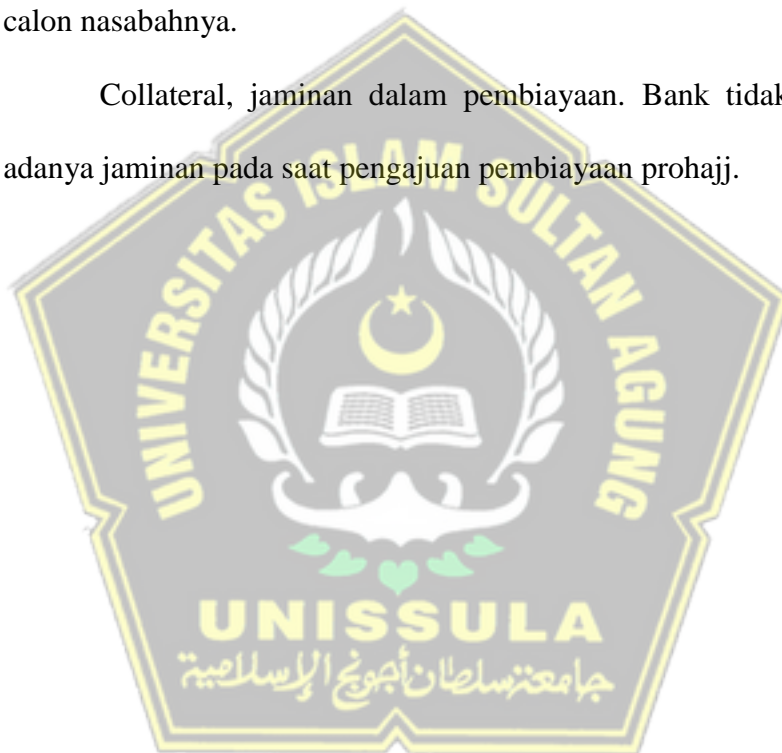 calon nasabahnya.
Collateral, jaminan dalam pembiayaan. Bank tidak
adanya jaminan pada saat pengajuan pembiayaan prohajj.
UNIVERSITAS ISLAM SULTAN AGUNG
UNISSULA
جامعة سلطان أجونج الإسلامية